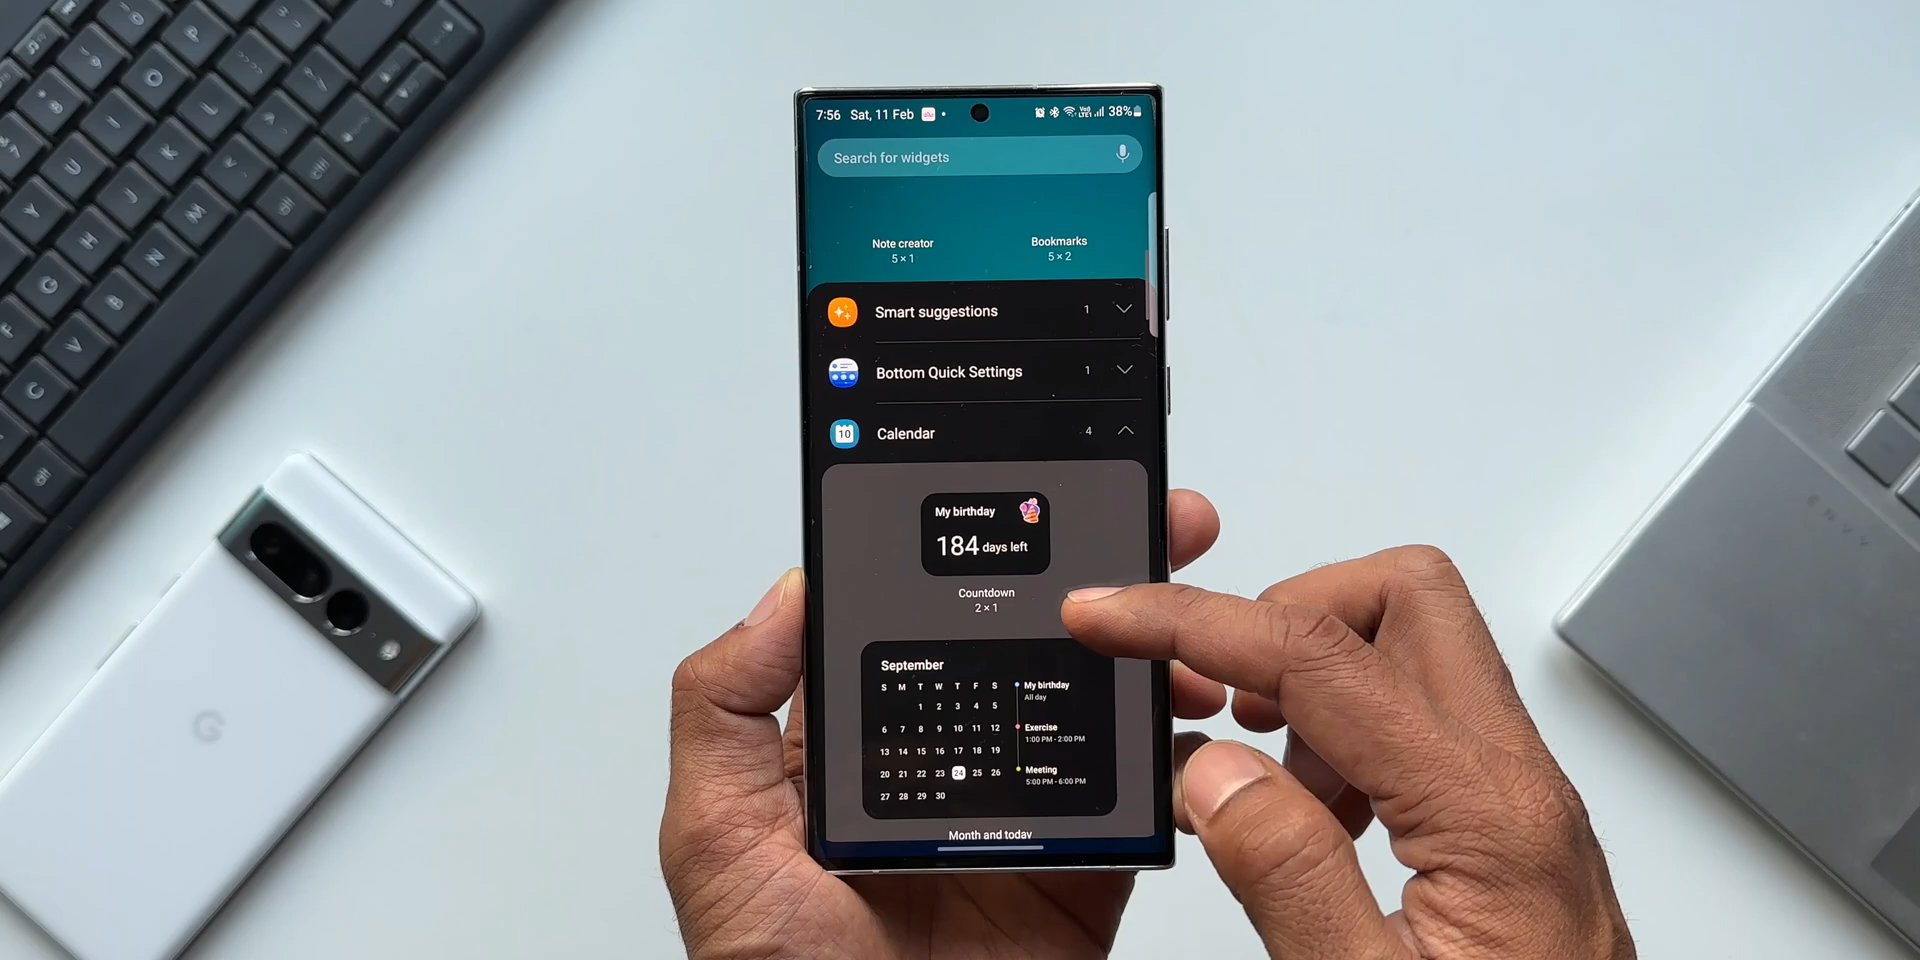 7:56 Sat, 11 Feb
38%
Search for widgets
Note creator
5 × 1
Bookmarks
5 × 2
Smart suggestions 1
Bottom Quick Settings 1
10 Calendar 4
My birthday
184 days left
Countdown
2 × 1
September
S M T W T F S
1 2 3 4 5
6 7 8 9 10 11 12
13 14 15 16 17 18 19
20 21 22 23 24 25 26
27 28 29 30
My birthday
All day
Exercise
1:00 PM - 2:00 PM
Meeting
5:00 PM - 6:00 PM
Month and today
G
ENVY
O
P
U
L
K
Y
J
H
M
N
G
B
F
V
C